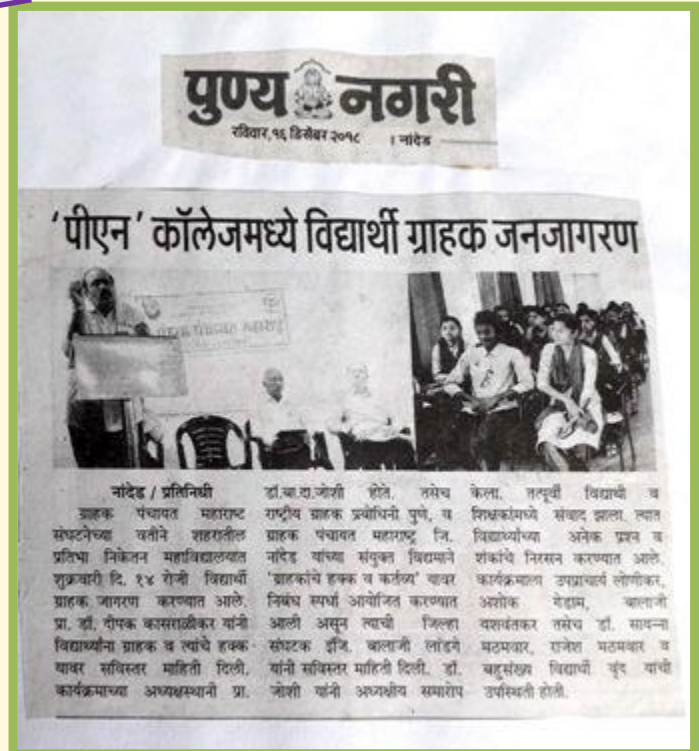 पुण्य नगरी
रविवार, १६ डिसेंबर २०१८ । नांदेड
'पीएन' कॉलेजमध्ये विद्यार्थी ग्राहक जनजागरण
ग्राहक पंचायत महाराष्ट्र
नांदेड / प्रतिनिधी
ग्राहक पंचायत महाराष्ट
संघटनेच्या वतीने शहरातील
प्रतिभा निकेतन महाविद्यालयात
शुक्रवारी दि. १४ रोजी विद्यार्थी
ग्राहक जागरण करण्यात आले.
प्रा. डॉ. दीपक कासराळीकर यांनी
विद्यार्थ्यांना ग्राहक व त्यांचे हक्क
यावर सविस्तर माहिती दिली.
कार्यक्रमाच्या अध्यक्षस्थानी प्रा.
डॉ.बा.दा.जोशी होते. तसेच
राष्ट्रीय ग्राहक प्रबोधिनी पुणे, व
ग्राहक पंचायत महाराष्ट्र जि.
नांदेड यांच्या संयुक्त विद्यमाने
'ग्राहकांचे हक्क व कर्तव्य' यावर
निबंध स्पर्धा आयोजित करण्यात
आली असून त्याची जिल्हा
संघटक इंजि. बालाजी लांडगे
यांनी सविस्तर माहिती दिली. डॉ.
जोशी यांनी अध्यक्षीय समारोप
केला. तत्पूर्वी विद्यार्थी व
शिक्षकांमध्ये संवाद झाला. त्यात
विद्यार्थ्यांच्या अनेक प्रश्न व
शंकांचे निरसन करण्यात आले.
कार्यक्रमाला उपप्राचार्य लोणीकर,
अशोक गेडाम, बालाजी
यशवंतकर तसेच डॉ. सायन्ना
मठमवार, राजेश मठमवार व
बहुसंख्य विद्यार्थी वृंद यांची
उपस्थिती होती.